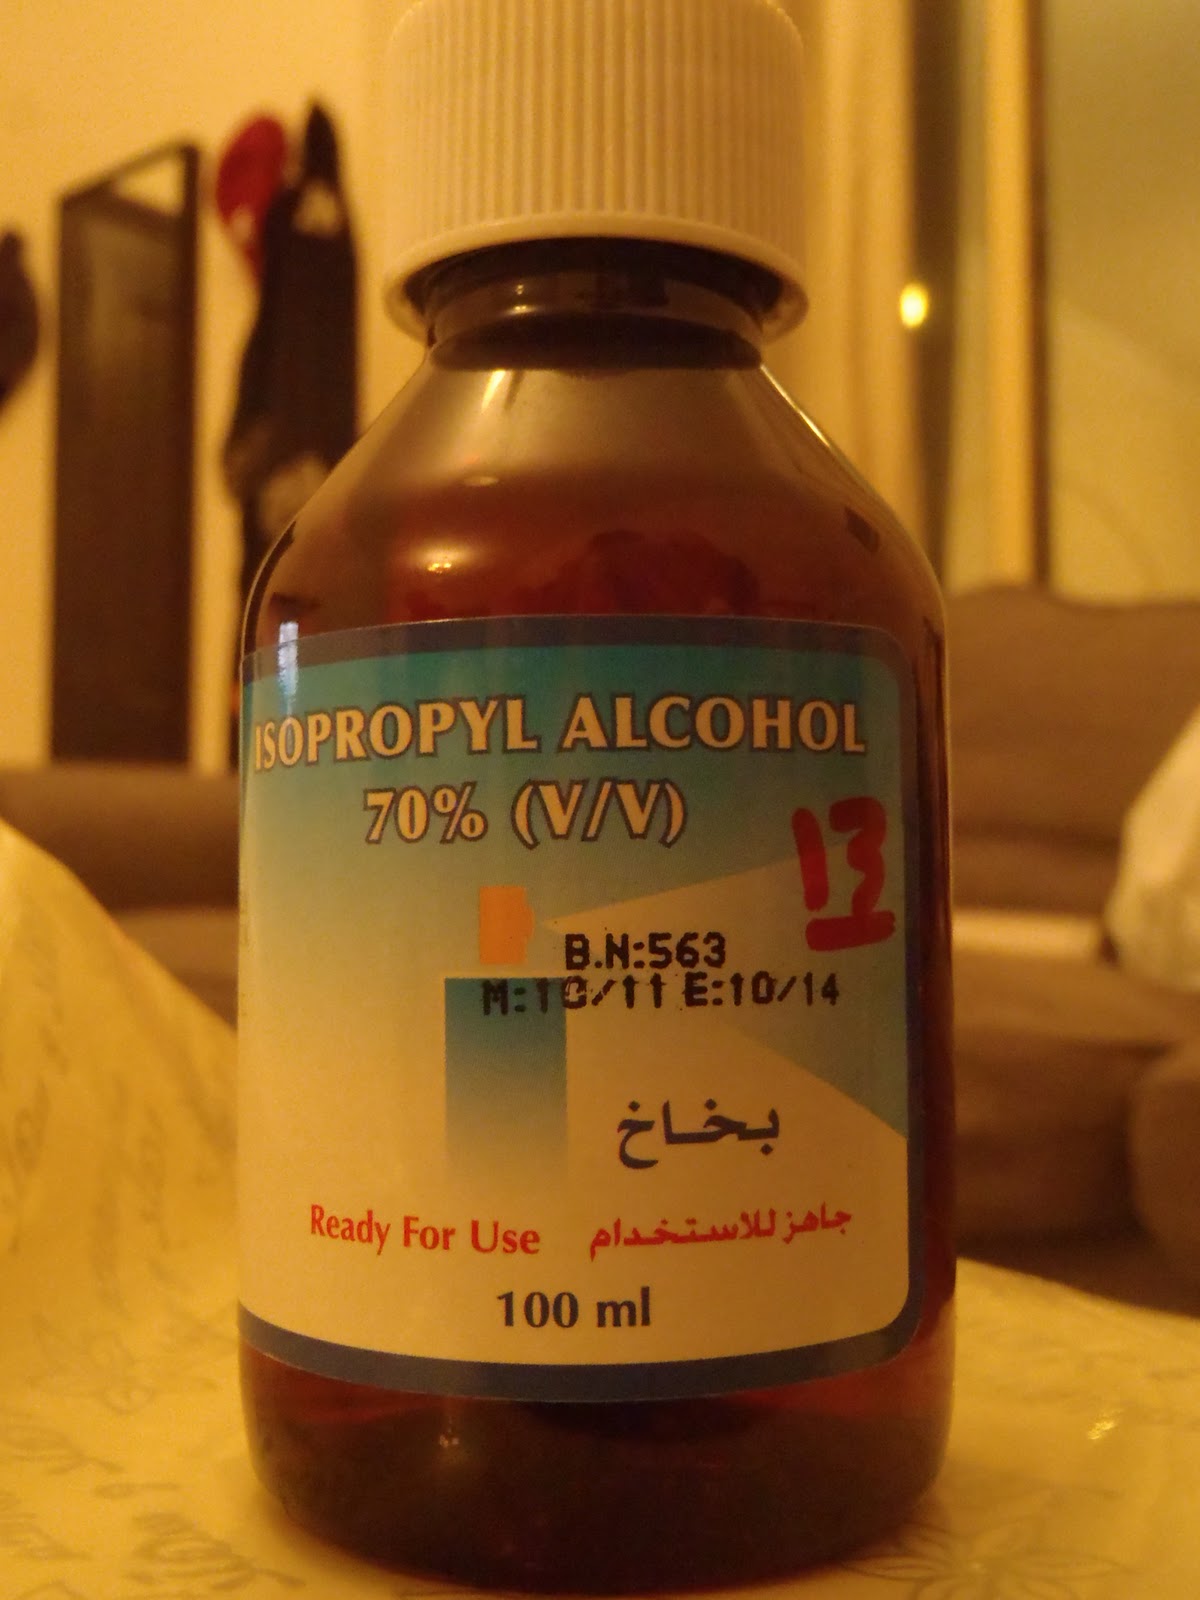 ISOPROPYL ALCOHOL
70% (V/V)
13
B.N:563
M:10/11 E:10/14
بخاخ
Ready For Use جاهز للاستخدام
100 ml